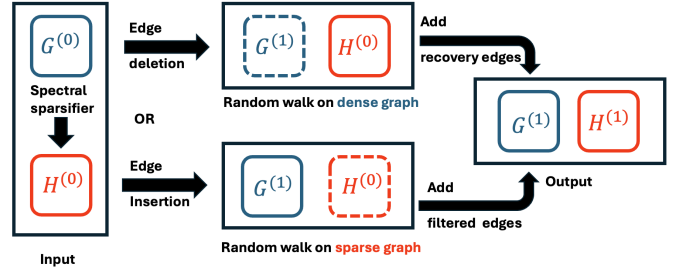 G^(0)
Spectral
sparsifier
H^(0)
Input
Edge
deletion
OR
Edge
Insertion
G^(1) H^(0)
Random walk on dense graph
G^(1) H^(0)
Random walk on sparse graph
Add
recovery edges
Add
filtered edges
G^(1) H^(1)
Output